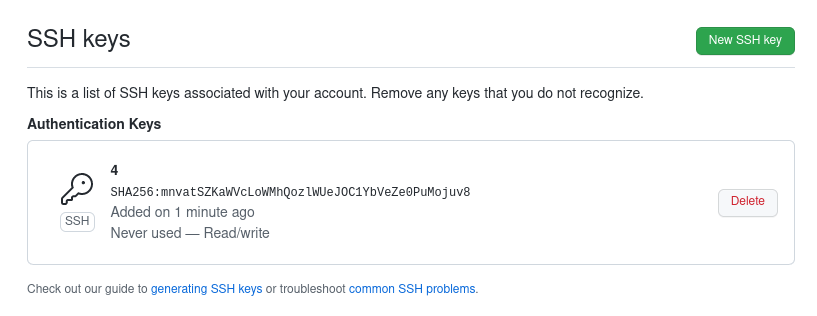 SSH keys
New SSH key
This is a list of SSH keys associated with your account. Remove any keys that you do not recognize.
Authentication Keys
4
SHA256:mnvatSZKaWVcLoWMhQozlWUeJOC1YbVeZe0PuMojuv8
Added on 1 minute ago
Never used — Read/write
SSH
Delete
Check out our guide to generating SSH keys or troubleshoot common SSH problems.